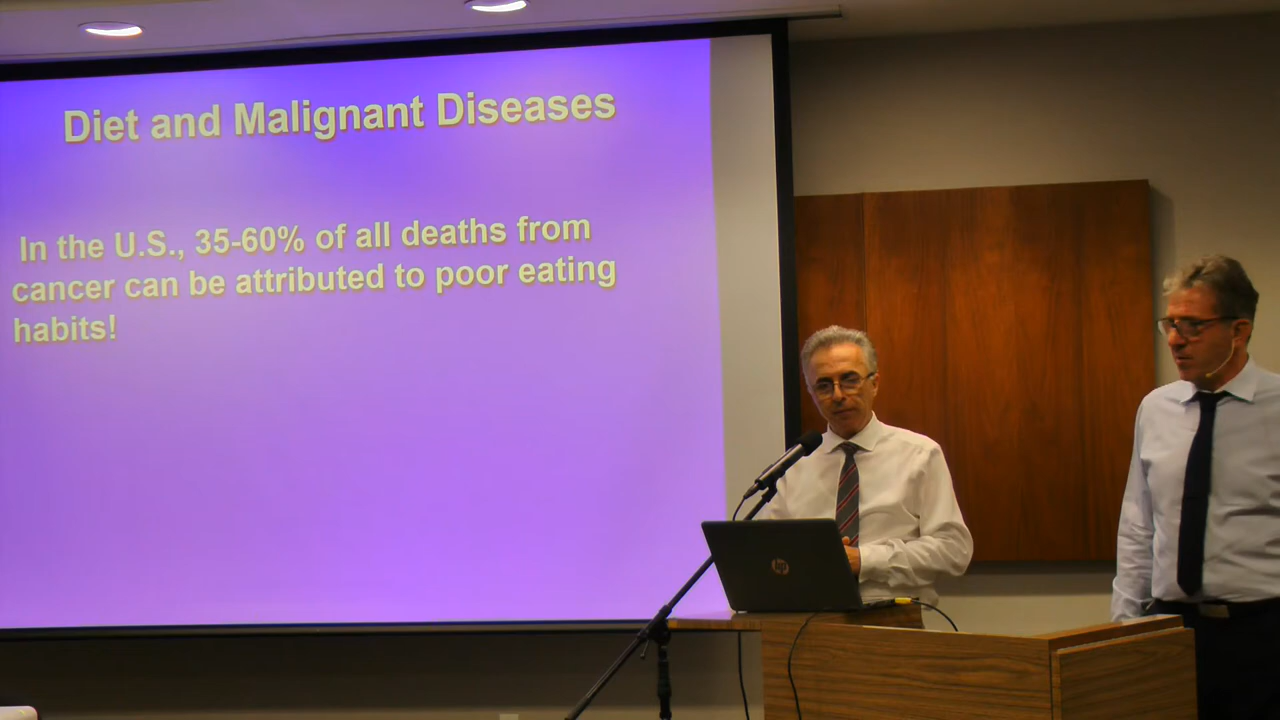 Diet and Malignant Diseases
In the U.S., 35-60% of all deaths from
cancer can be attributed to poor eating
habits!
hp